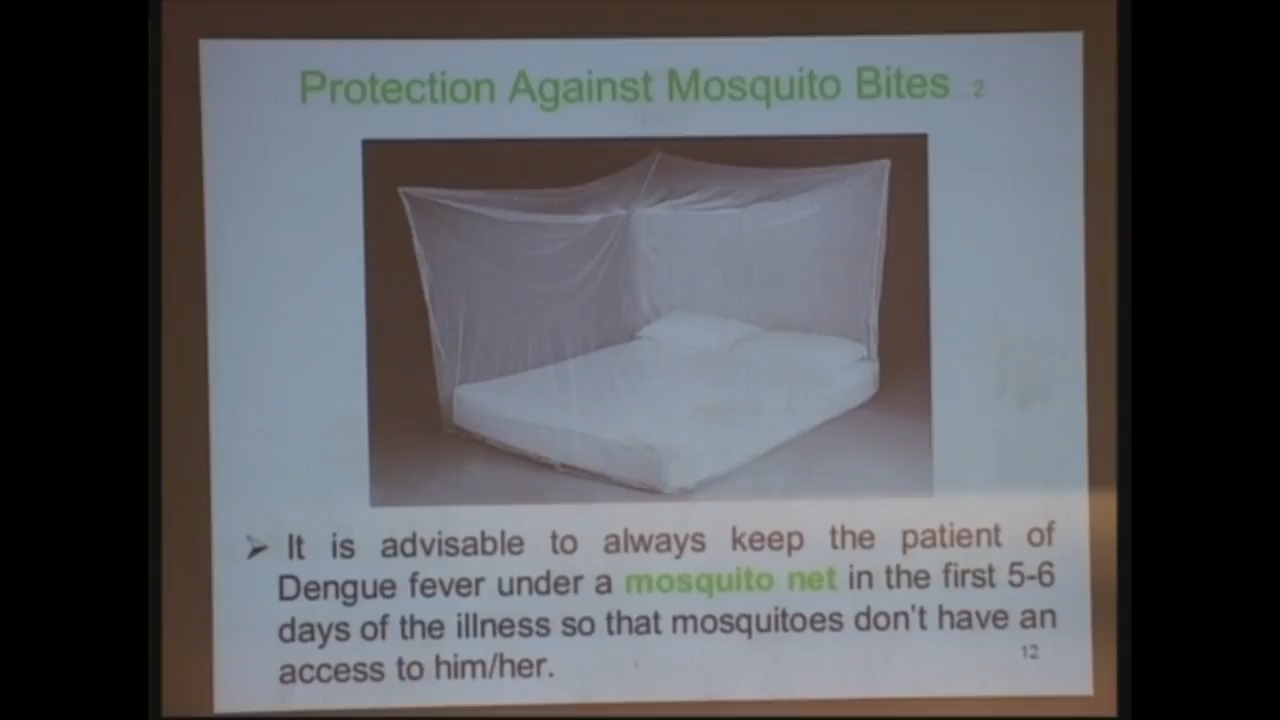 Protection Against Mosquito Bites ..2
➢ It is advisable to always keep the patient of
Dengue fever under a mosquito net in the first 5-6
days of the illness so that mosquitoes don't have an
access to him/her.
12